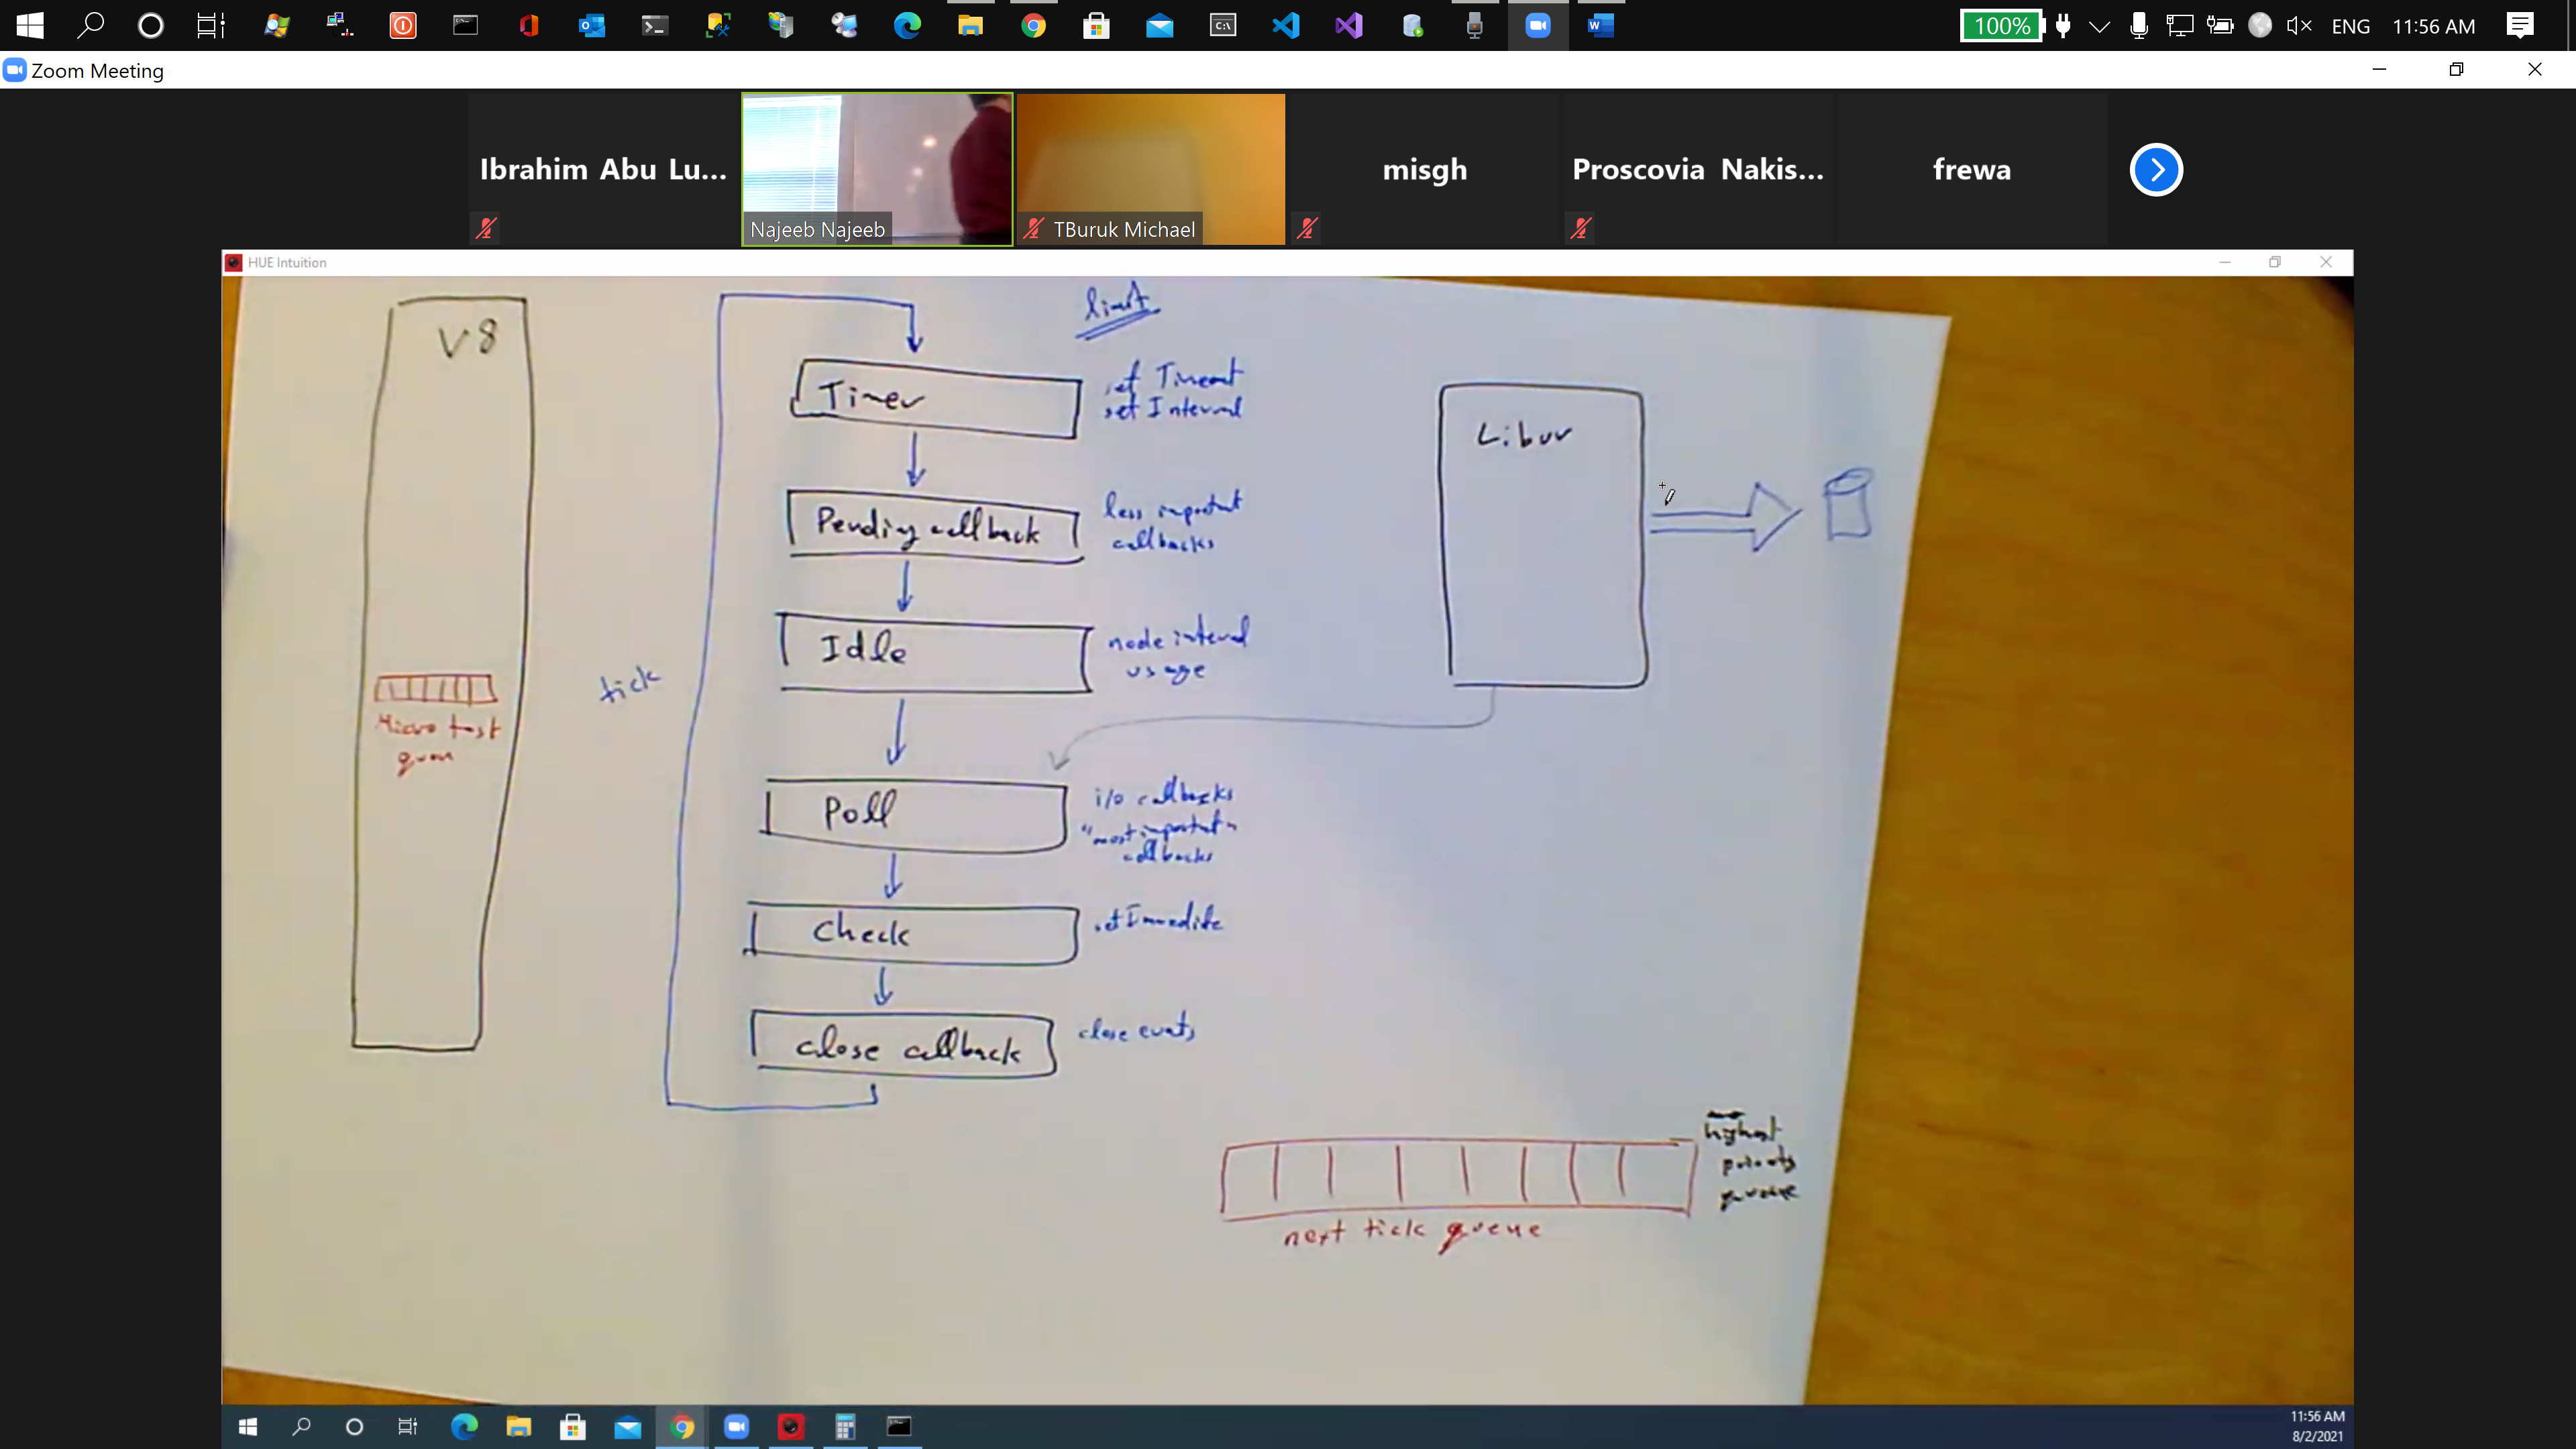 100%
ENG
11:56 AM
Zoom Meeting
Ibrahim Abu Lu...
Najeeb Najeeb
TBuruk Michael
misgh
Proscovia Nakis...
frewa
HUE Intuition
V8
limit
Timer
set Timeout
set Interval
Libuv
Pending callback
less important
callbacks
Idle
node internal
usage
tick
Micro task
Poll
i/o callbacks
"most important"
callbacks
Check
setImmedite
close callback
close events
highest
next tick queue
11:56 AM
8/2/2021